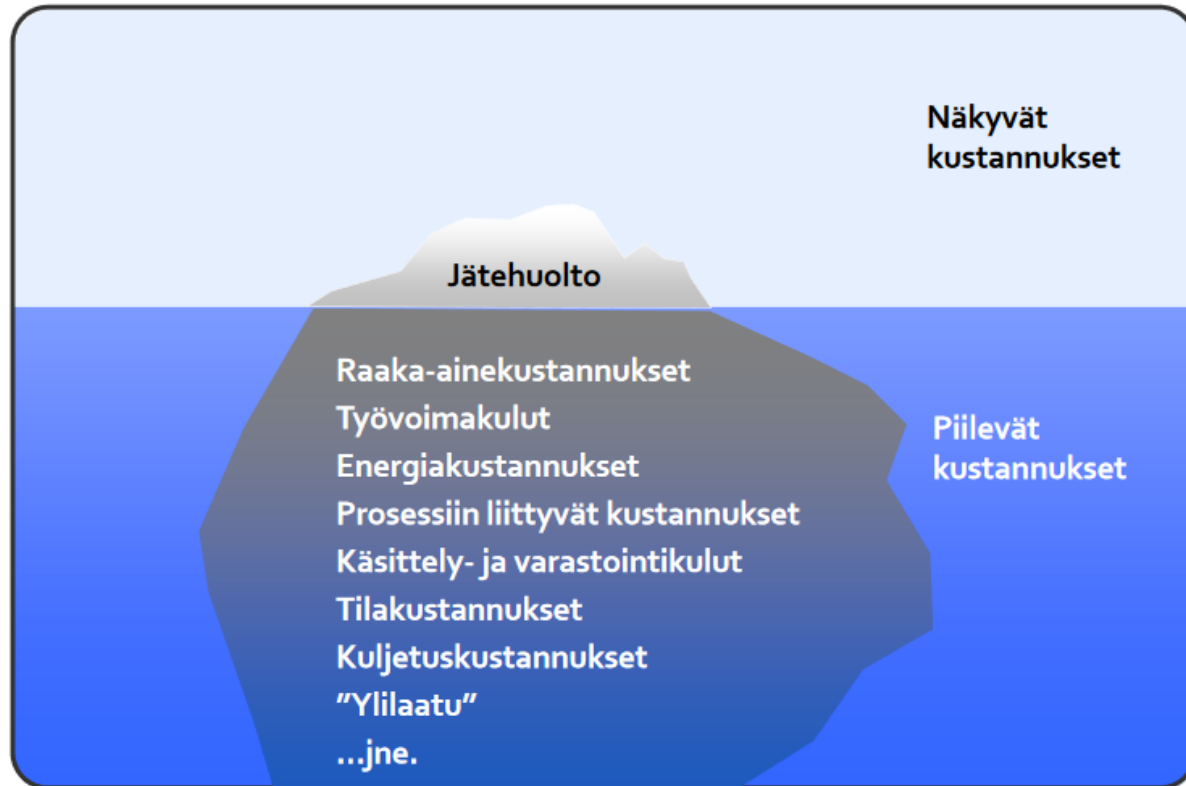 Näkyvät
kustannukset
Jätehuolto
Raaka-ainekustannukset
Työvoimakulut
Energiakustannukset
Prosessiin liittyvät kustannukset
Käsittely- ja varastointikulut
Tilakustannukset
Kuljetuskustannukset
”Ylilaatu”
...jne.
Piilevät
kustannukset